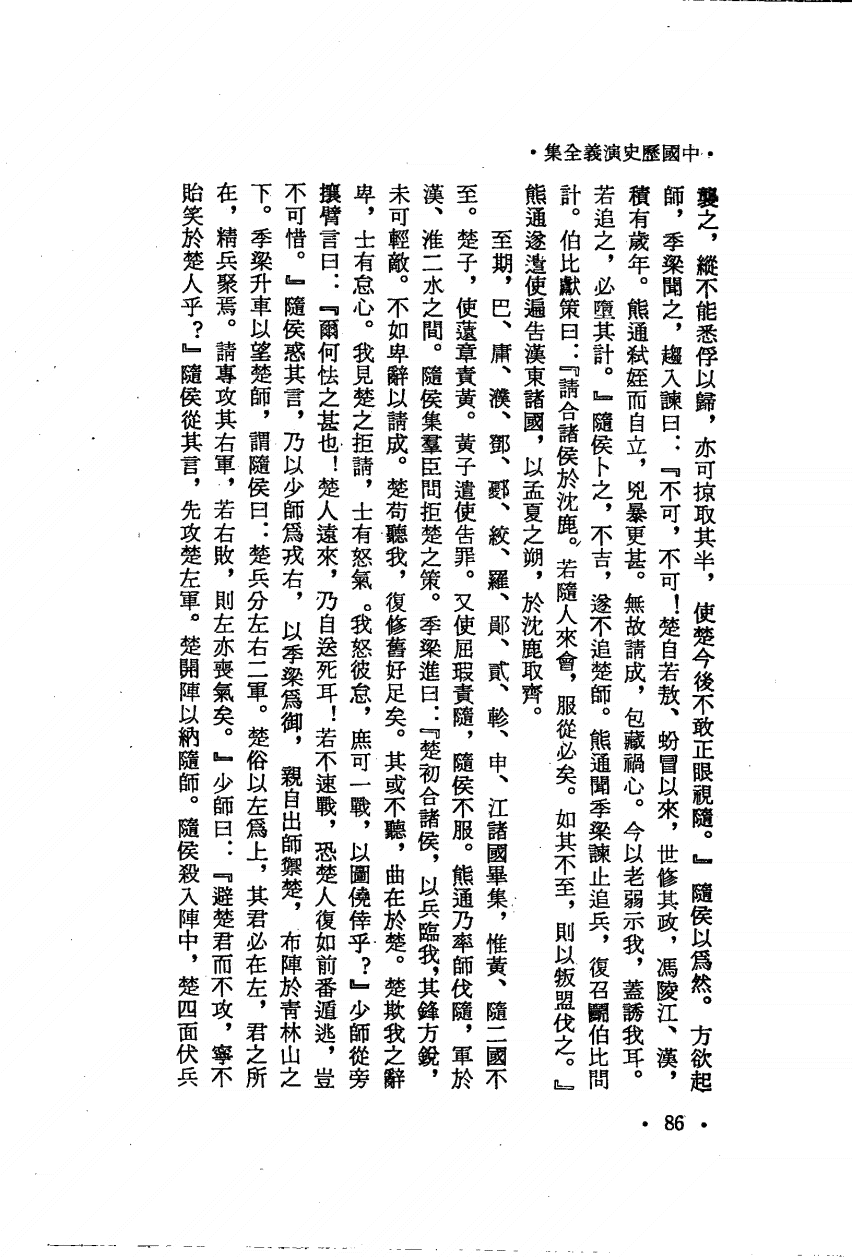 ·中國歷史演義全集·
襲之，縱不能悉俘以歸，亦可掠取其半，使楚今後不敢正眼視隨。』隨侯以爲然。方欲起
師，季梁聞之，趨入諫曰：『不可，不可！楚自若敖、蚡冒以來，世修其政，馮陵江、漢，
積有歲年。熊通弒姪而自立，兇暴更甚。無故請成，包藏禍心。今以老弱示我，蓋誘我耳。
若追之，必墮其計。』隨侯卜之，不吉，遂不追楚師。熊通聞季梁諫止追兵，復召鬬伯比問
計。伯比獻策曰：『請合諸侯於沈鹿。若隨人來會，服從必矣。如其不至，則以叛盟伐之。』
熊通遂遣使遍告漢東諸國，以孟夏之朔，於沈鹿取齊。
至期，巴、庸、濮、鄧、鄾、絞、羅、鄖、貳、軫、申、江諸國畢集，惟黃、隨二國不
至。楚子，使薳章責黃。黃子遣使告罪。又使屈瑕責隨，隨侯不服。熊通乃率師伐隨，軍於
漢、淮二水之間。隨侯集羣臣問拒楚之策。季梁進曰：『楚初合諸侯，以兵臨我，其鋒方銳，
未可輕敵。不如卑辭以請成。楚苟聽我，復修舊好足矣。其或不聽，曲在於楚。楚欺我之辭
卑，士有怠心。我見楚之拒請，士有怒氣。我怒彼怠，庶可一戰，以圖僥倖乎？』少師從旁
攘臂言曰：『爾何怯之甚也！楚人遠來，乃自送死耳！若不速戰，恐楚人復如前番遁逃，豈
不可惜。』隨侯惑其言，乃以少師爲戎右，以季梁爲御，親自出師禦楚，布陣於靑林山之
下。季梁升車以望楚師，謂隨侯曰：楚兵分左右二軍。楚俗以左爲上，其君必在左，君之所
在，精兵聚焉。請專攻其右軍，若右敗，則左亦喪氣矣。』少師曰：『避楚君而不攻，寧不
貽笑於楚人乎？』隨侯從其言，先攻楚左軍。楚開陣以納隨師。隨侯殺入陣中，楚四面伏兵
·86·